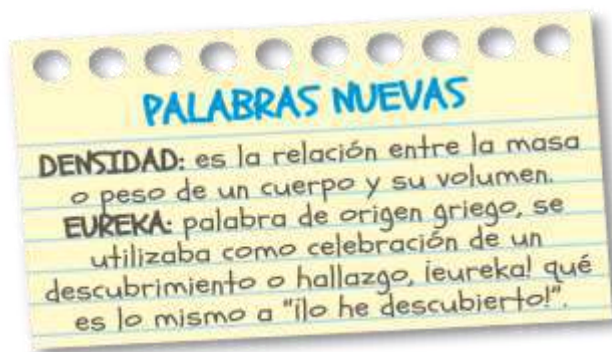 PALABRAS NUEVAS
DENSIDAD: es la relación entre la masa
o peso de un cuerpo y su volumen.
EUREKA: palabra de origen griego, se
utilizaba como celebración de un
descubrimiento o hallazgo, ¡eureka! qué
es lo mismo a "¡lo he descubierto!".